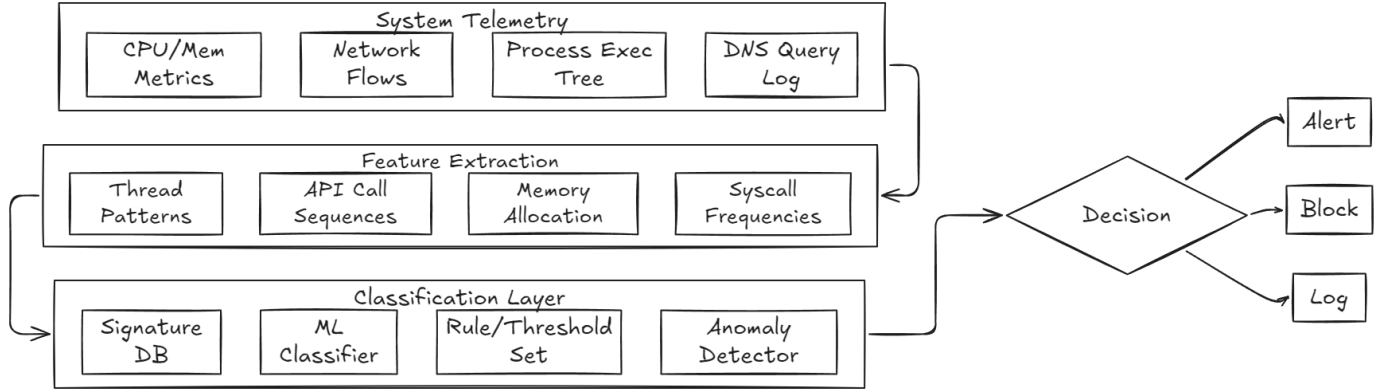 System Telemetry
CPU/Mem
Metrics
Network
Flows
Process Exec
Tree
DNS Query
Log
Feature Extraction
Thread
Patterns
API Call
Sequences
Memory
Allocation
Syscall
Frequencies
Classification Layer
Signature
DB
ML
Classifier
Rule/Threshold
Set
Anomaly
Detector
Decision
Alert
Block
Log